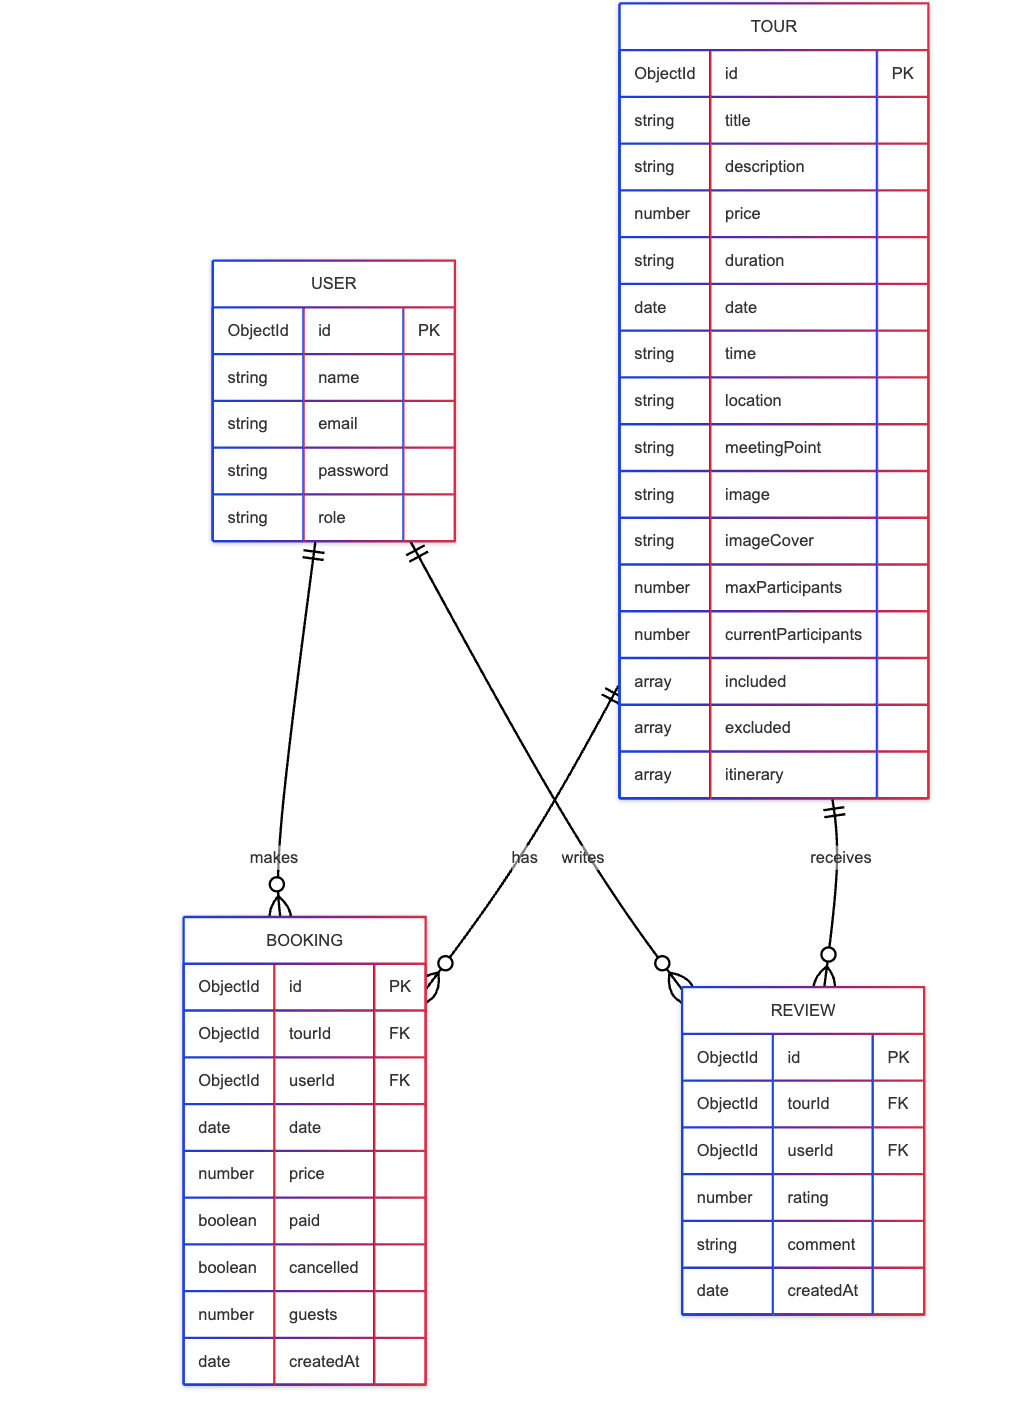 TOUR
ObjectId id PK
string title
string description
number price
string duration
date date
string time
string location
string meetingPoint
string image
string imageCover
number maxParticipants
number currentParticipants
array included
array excluded
array itinerary
USER
ObjectId id PK
string name
string email
string password
string role
makes
has
writes
receives
BOOKING
ObjectId id PK
ObjectId tourId FK
ObjectId userId FK
date date
number price
boolean paid
boolean cancelled
number guests
date createdAt
REVIEW
ObjectId id PK
ObjectId tourId FK
ObjectId userId FK
number rating
string comment
date createdAt